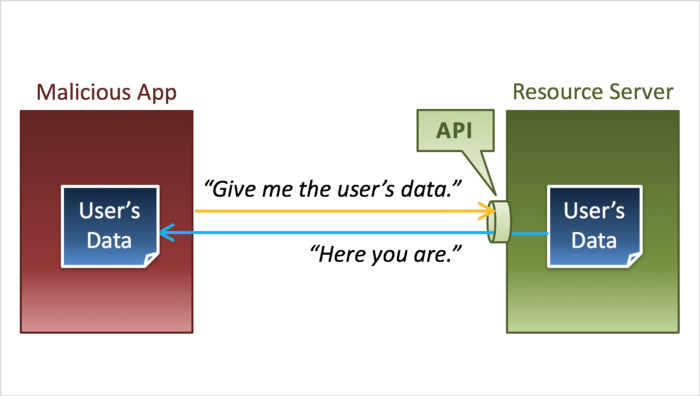 Malicious App
Resource Server
API
“Give me the user’s data.”
User’s
Data
User’s
Data
“Here you are.”